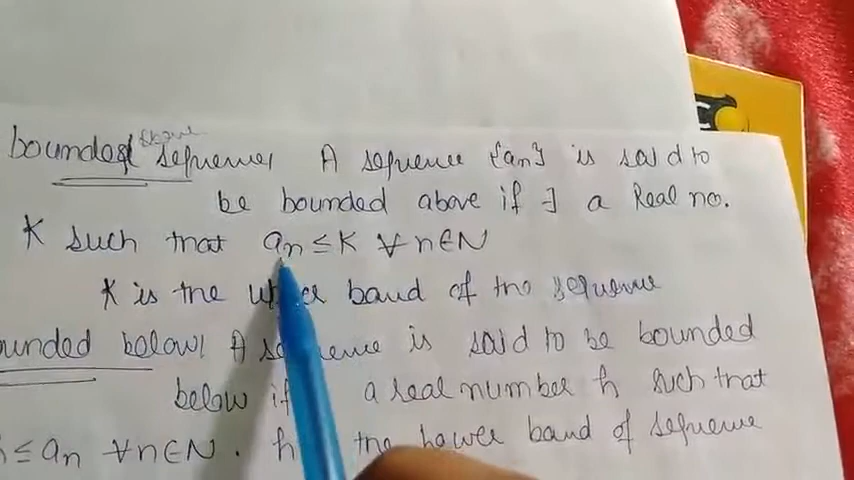 bounded above sequence, A sequence {an} is said to
be bounded above if ∃ a Real no.
K such that an ≤ K ∀ n∈N
K is the upper band of the sequence
bounded below, A sequence is said to be bounded
below if a real number h such that
h ≤ an ∀n∈N. h the lower band of sequence